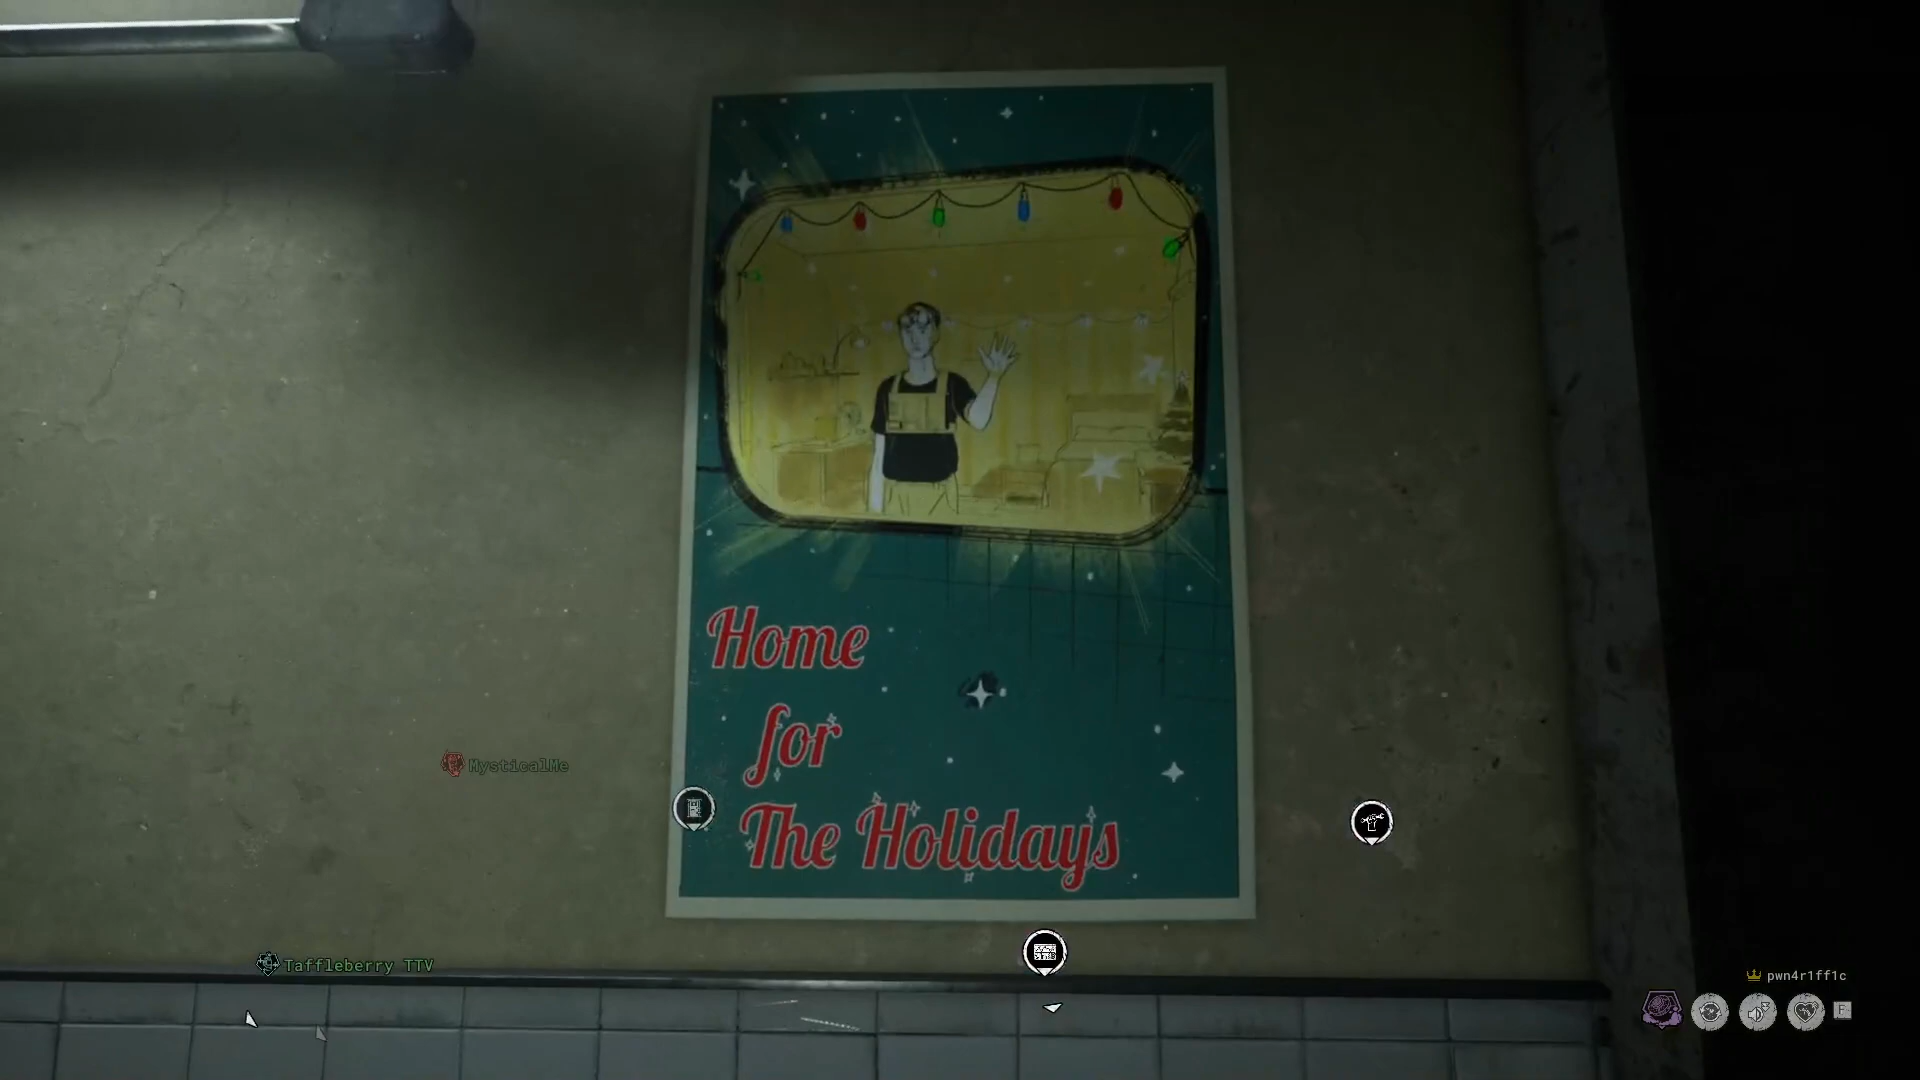 Home
for
The Holidays
MysticalMe
Taffleberry TTV
pwn4r1ff1c
F